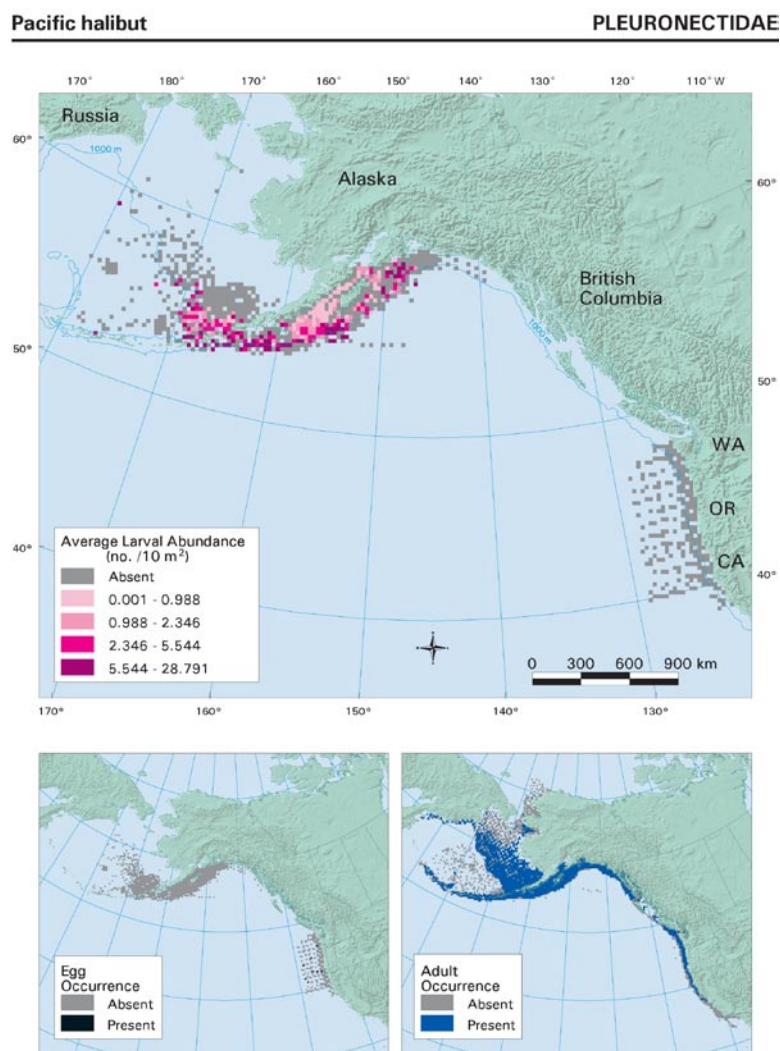 Pacific halibut PLEURONECTIDAE
170° 180° 170° 160° 150° 140° 130° 120° 110° W
Russia
1000 m
60°
60°
Alaska
British
Columbia
1000 m
50°
50°
WA
OR
CA
40°
40°
Average Larval Abundance
(no. /10 m²)
Absent
0.001 - 0.988
0.988 - 2.346
2.346 - 5.544
5.544 - 28.791
0 300 600 900 km
170° 160° 150° 140° 130°
Egg
Occurrence
Absent
Present
Adult
Occurrence
Absent
Present